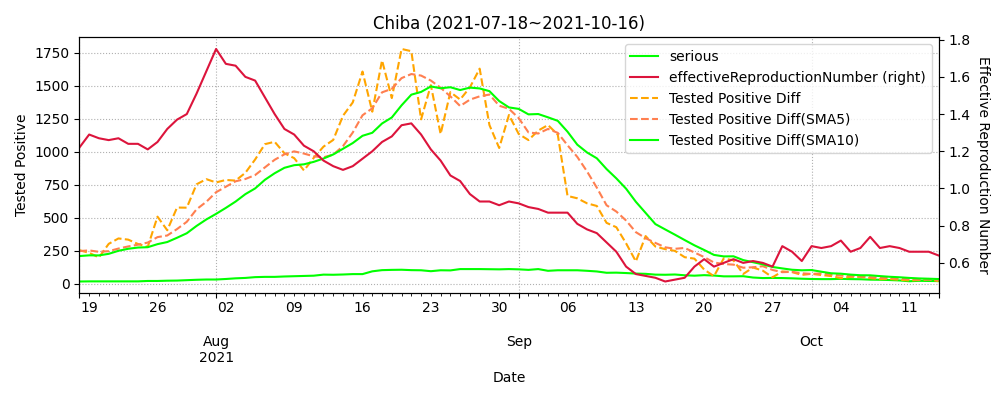 Chiba (2021-07-18~2021-10-16)
serious
effectiveReproductionNumber (right)
Tested Positive Diff
Tested Positive Diff(SMA5)
Tested Positive Diff(SMA10)
Tested Positive
1750
1500
1250
1000
750
500
250
0
1.8
1.6
1.4
1.2
1.0
0.8
0.6
Effective Reproduction Number
19 26 02 09 16 23 30 06 13 20 27 04 11
Aug Sep Oct
2021
Date